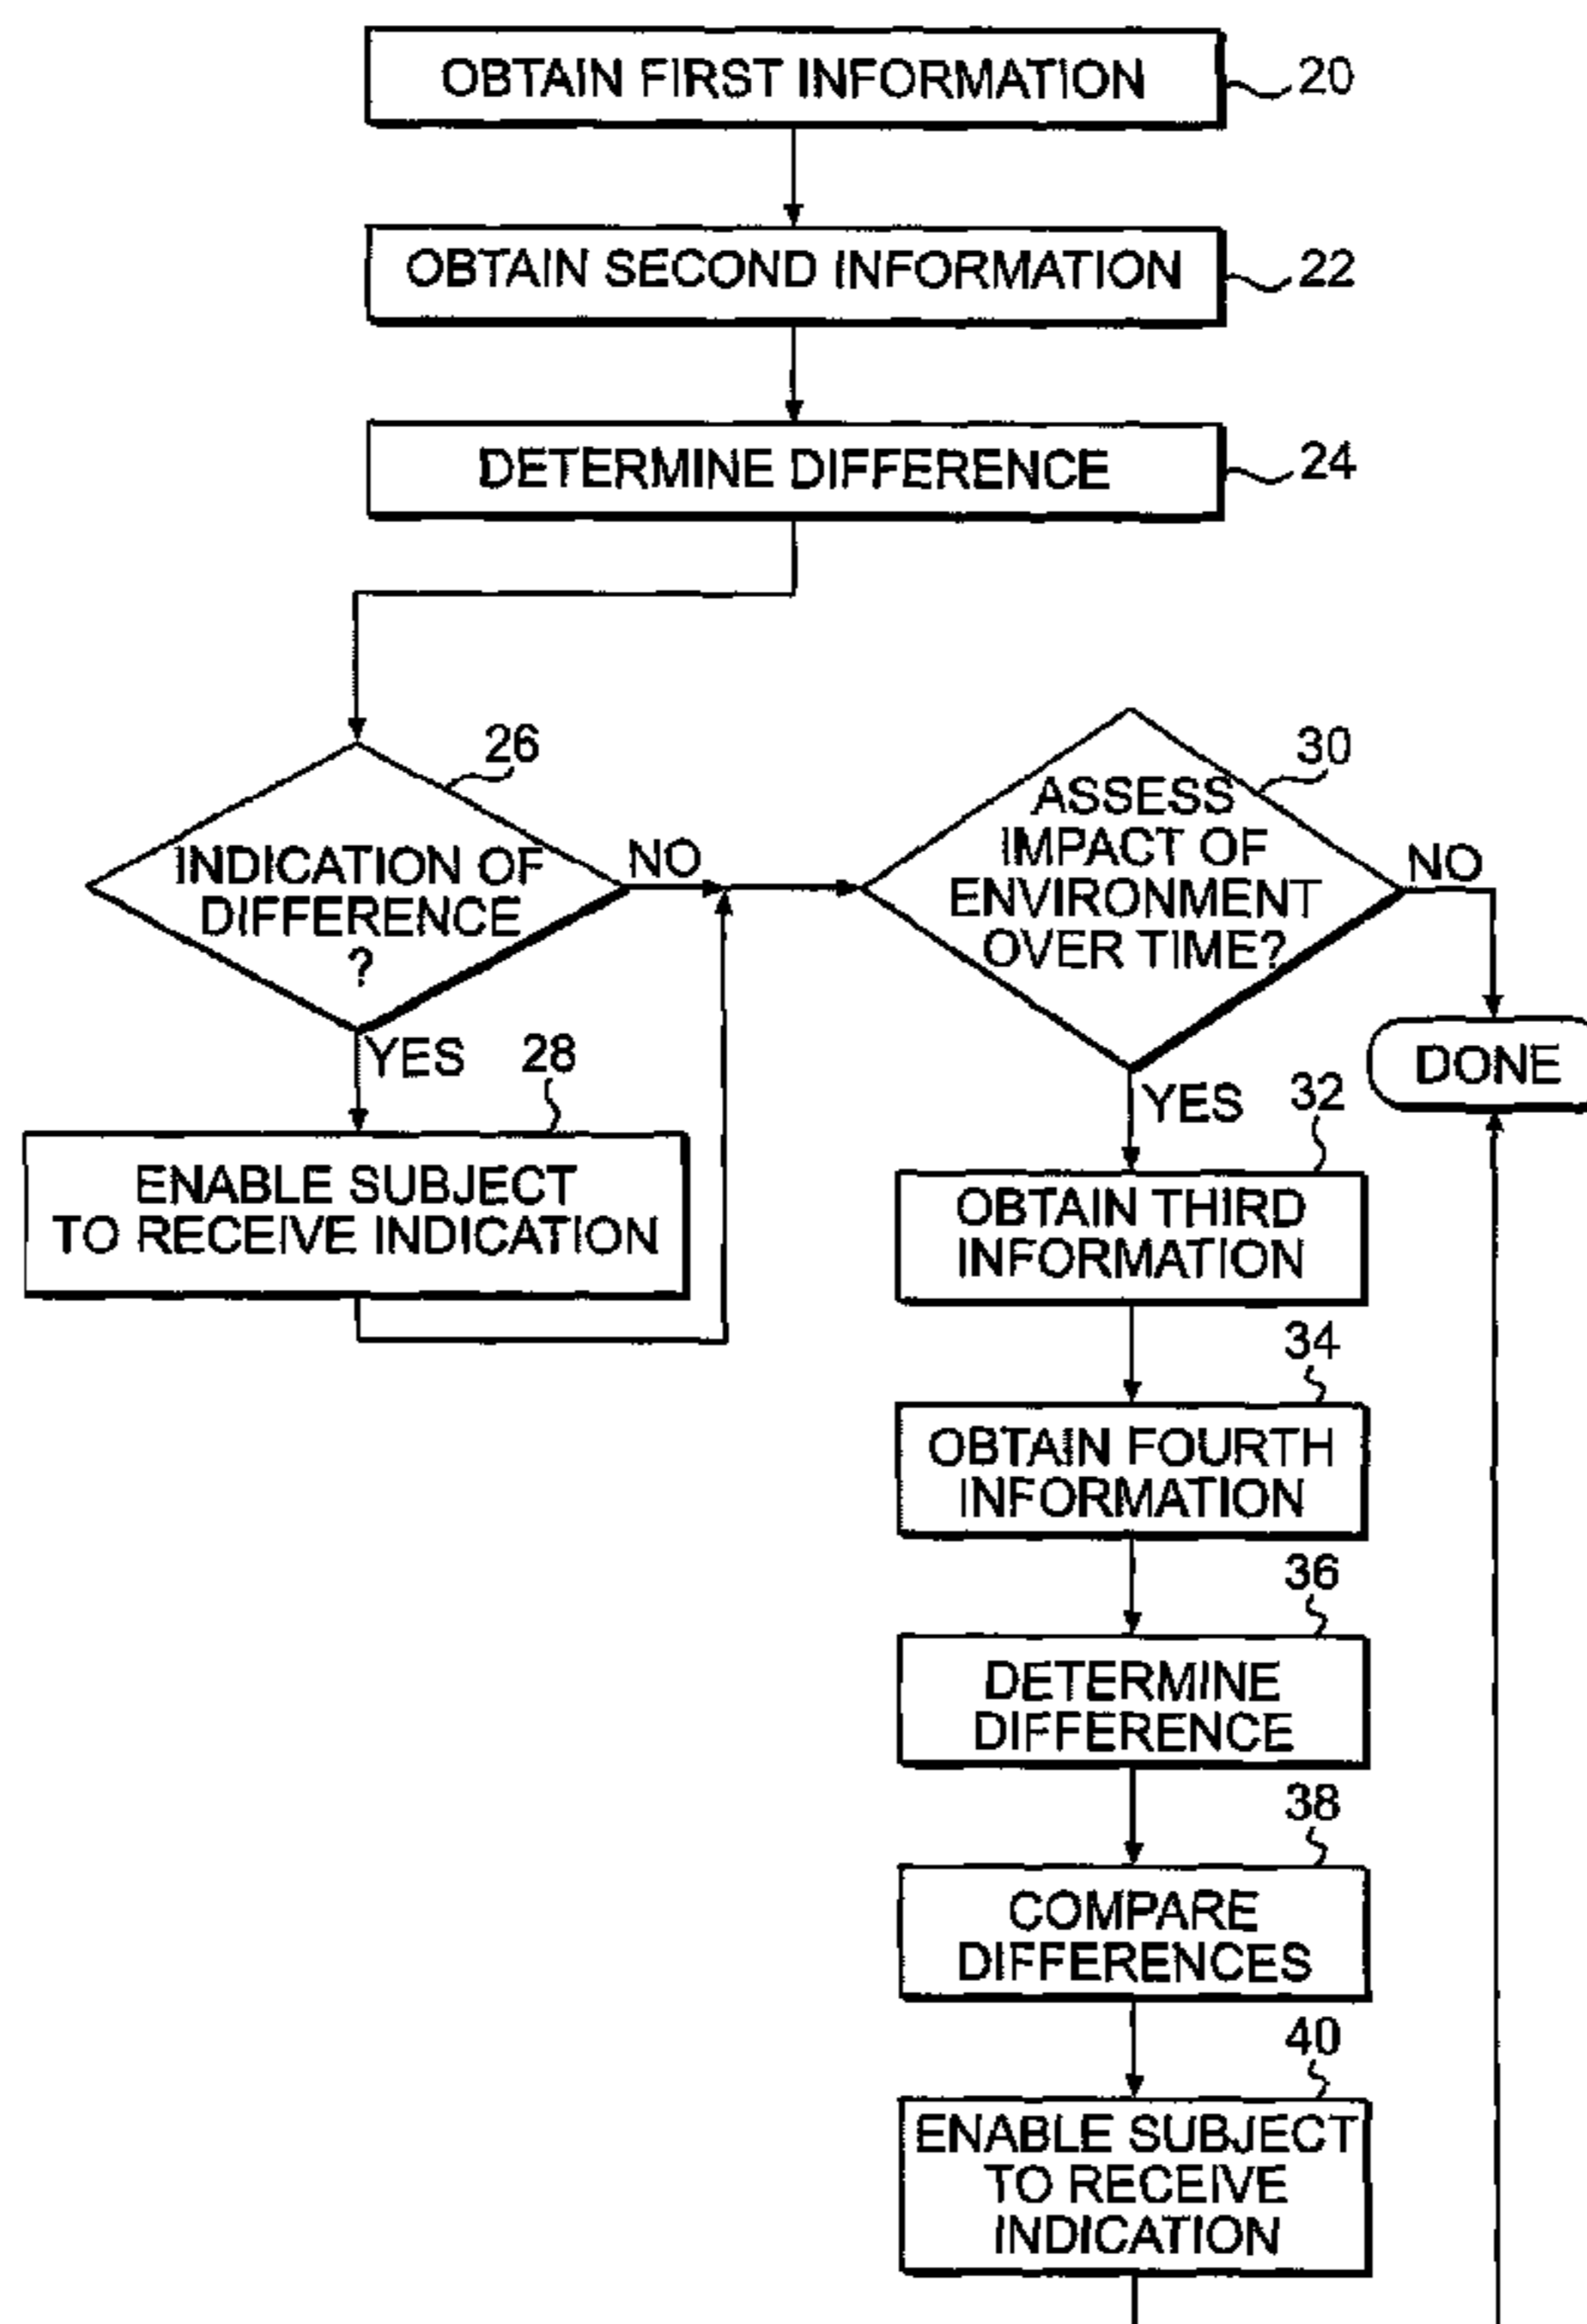 OBTAIN FIRST INFORMATION
20
OBTAIN SECOND INFORMATION
22
DETERMINE DIFFERENCE
24
26
INDICATION OF
DIFFERENCE
?
NO
YES
28
ENABLE SUBJECT
TO RECEIVE INDICATION
30
ASSESS
IMPACT OF
ENVIRONMENT
OVER TIME?
NO
DONE
YES
32
OBTAIN THIRD
INFORMATION
34
OBTAIN FOURTH
INFORMATION
36
DETERMINE
DIFFERENCE
38
COMPARE
DIFFERENCES
40
ENABLE SUBJECT
TO RECEIVE
INDICATION